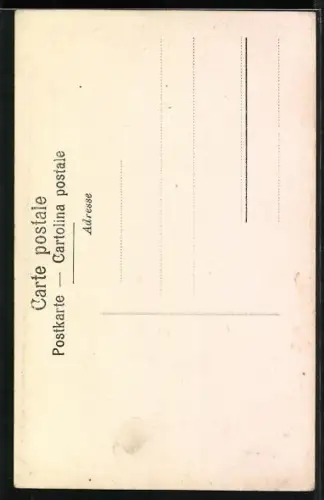 Carte postale
Postkarte — Cartolina postale
Adresse